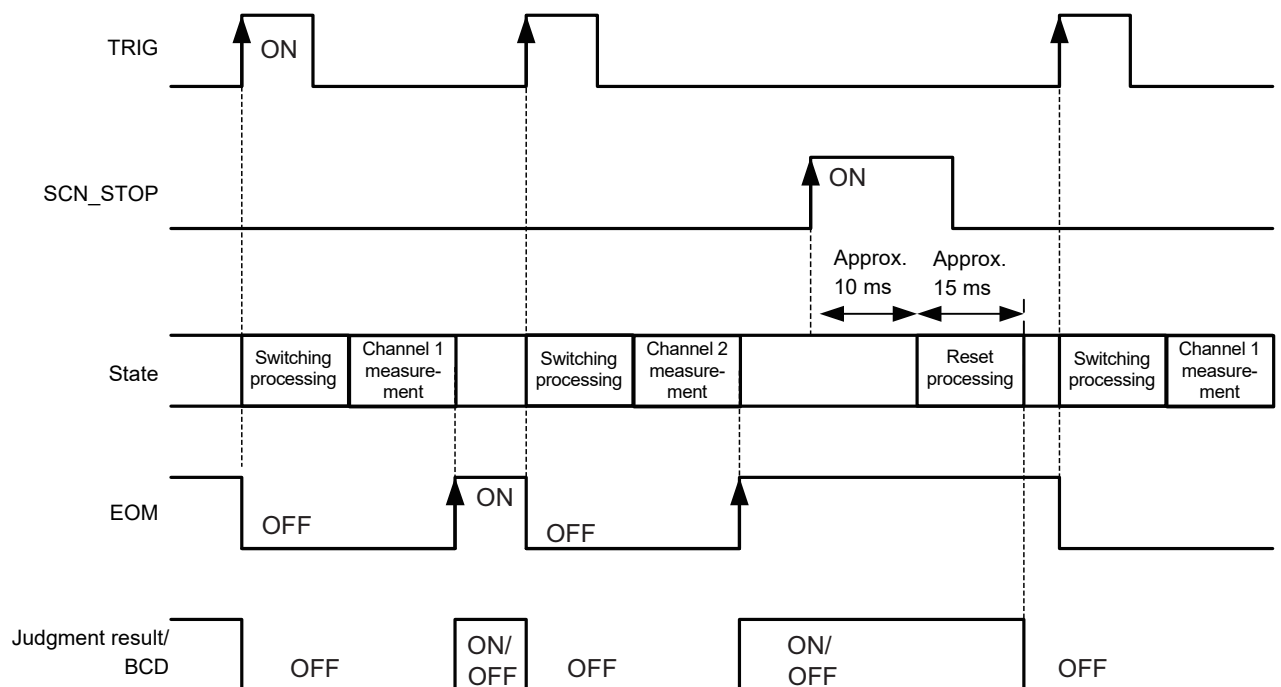 TRIG
ON
SCN_STOP
ON
Approx.
10 ms
Approx.
15 ms
State
Switching
processing
Channel 1
measure-
ment
Switching
processing
Channel 2
measure-
ment
Reset
processing
Switching
processing
Channel 1
measure-
ment
EOM
OFF
ON
OFF
Judgment result/
BCD
OFF
ON/
OFF
OFF
ON/
OFF
OFF